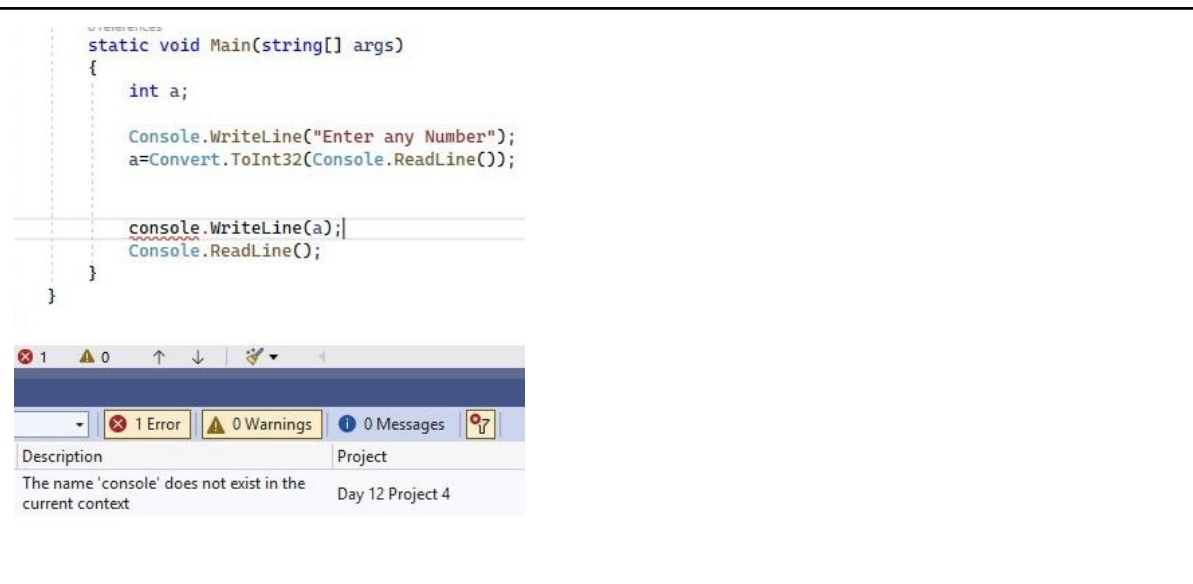 static void Main(string[] args)
{
int a;
Console.WriteLine("Enter any Number");
a=Convert.ToInt32(Console.ReadLine());
console.WriteLine(a);
Console.ReadLine();
}
}
1 0
1 Error 0 Warnings 0 Messages
Description Project
The name 'console' does not exist in the
current context
Day 12 Project 4